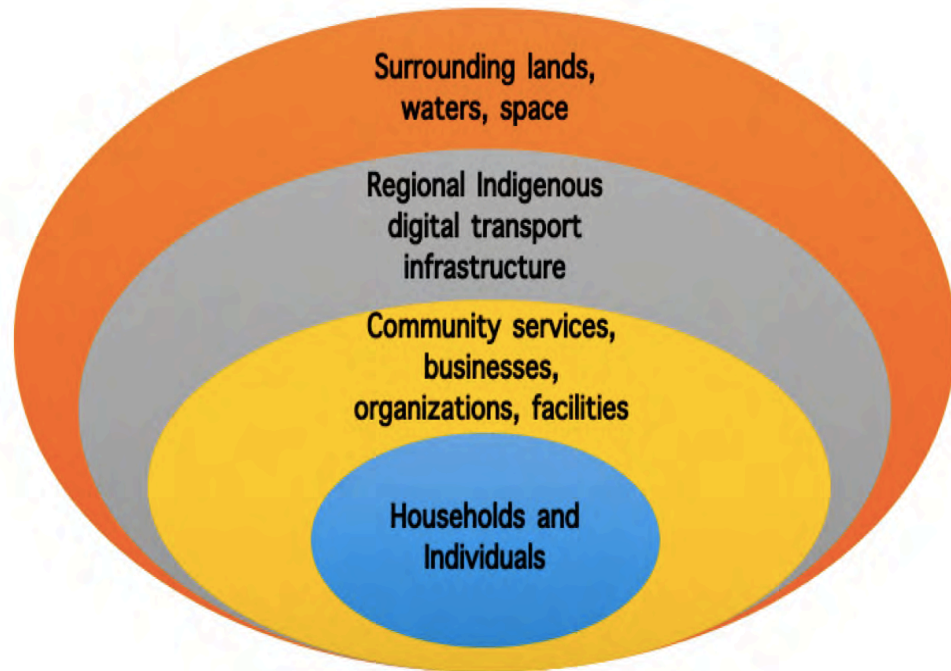 Surrounding lands,
waters, space
Regional Indigenous
digital transport
infrastructure
Community services,
businesses,
organizations, facilities
Households and
Individuals